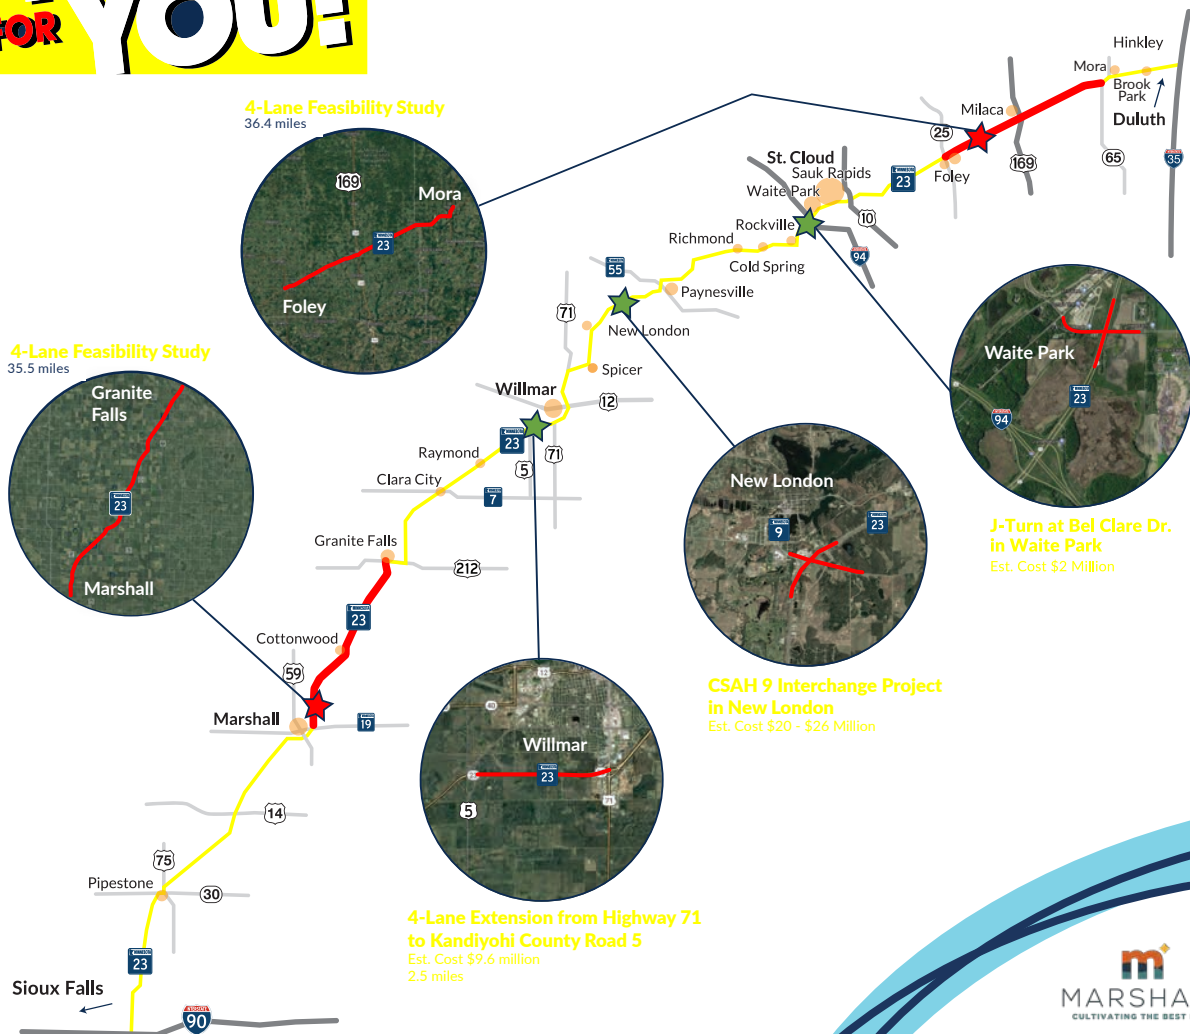 FOR
YOU!
Hinkley
Mora
Brook
Park
Duluth
Milaca
25
169
65
35
4-Lane Feasibility Study
36.4 miles
169
Mora
23
Foley
St. Cloud
Sauk Rapids
Waite Park
23
Foley
10
Rockville
Richmond
Cold Spring
94
55
Paynesville
71
New London
Spicer
Waite Park
23
94
J-Turn at Bel Clare Dr.
in Waite Park
Est. Cost $2 Million
4-Lane Feasibility Study
35.5 miles
Granite
Falls
23
Marshall
Willmar
12
23
71
5
Raymond
Clara City
7
Granite Falls
212
23
Cottonwood
59
Marshall
19
New London
9
23
CSAH 9 Interchange Project
in New London
Est. Cost $20 - $26 Million
12
40
Willmar
23
71
5
4-Lane Extension from Highway 71
to Kandiyohi County Road 5
Est. Cost $9.6 million
2.5 miles
14
75
Pipestone
30
23
Sioux Falls
90
m
MARSHA
CULTIVATING THE BEST